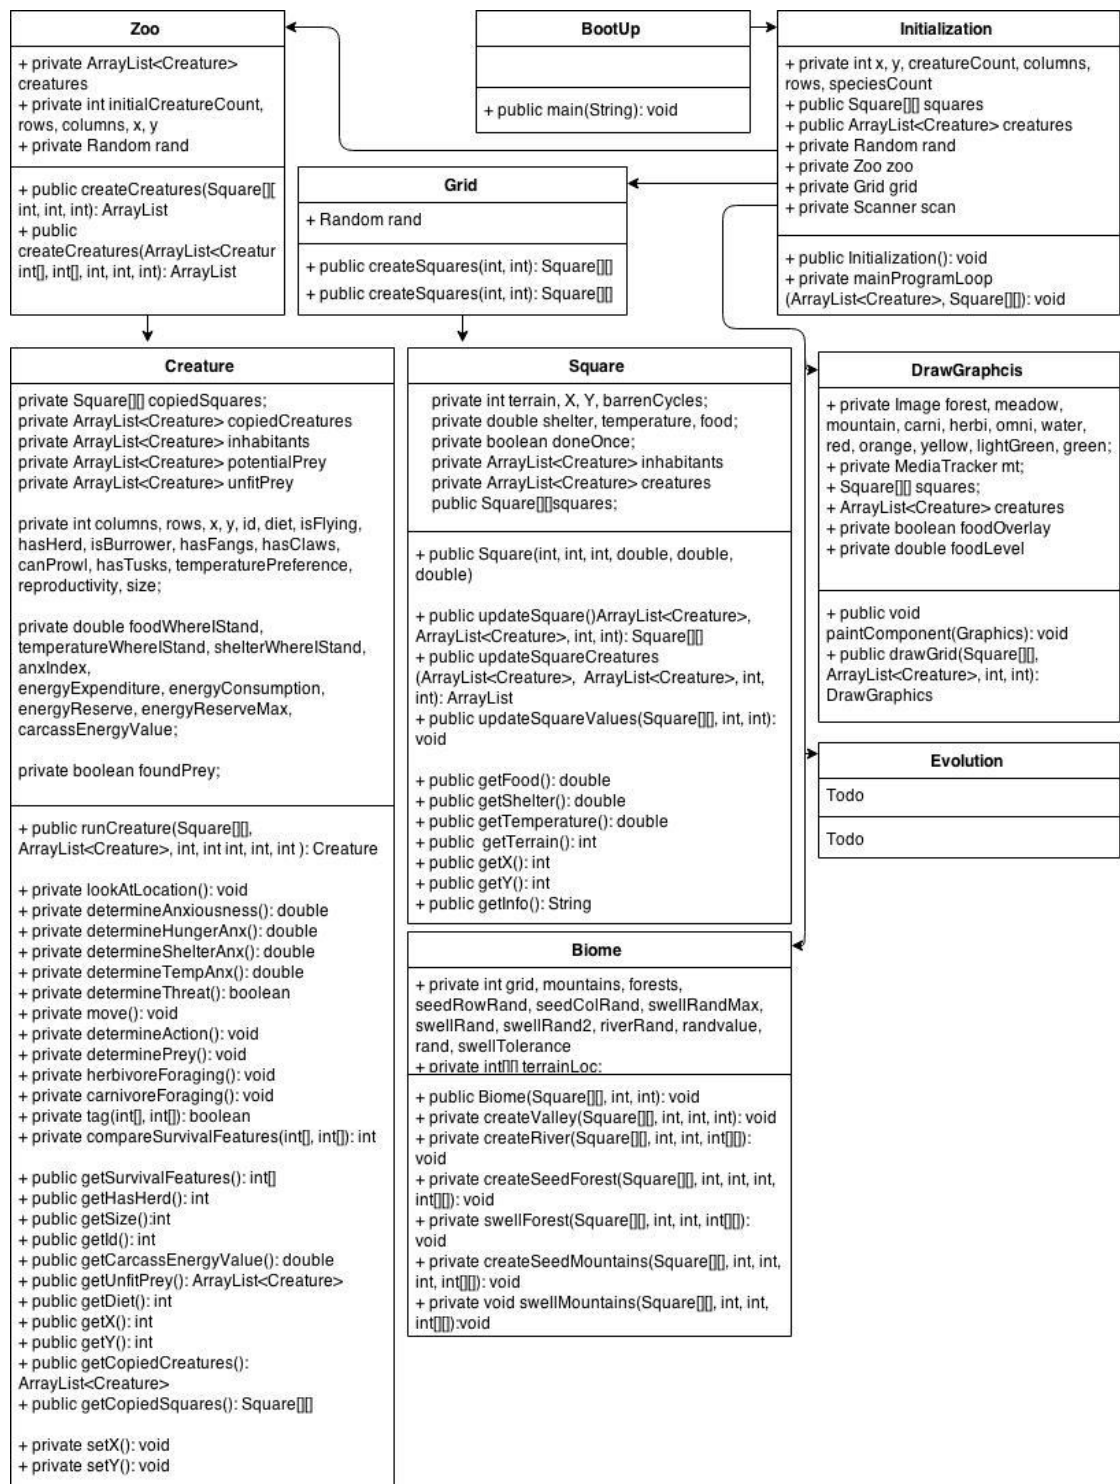 Zoo
+ private ArrayList<Creature>
creatures
+ private int initialCreatureCount,
rows, columns, x, y
+ private Random rand
+ public createCreatures(Square[][
int, int, int): ArrayList
+ public
createCreatures(ArrayList<Creatur
int[], int[], int, int, int): ArrayList
BootUp
+ public main(String): void
Initialization
+ private int x, y, creatureCount, columns,
rows, speciesCount
+ public Square[][] squares
+ public ArrayList<Creature> creatures
+ private Random rand
+ private Zoo zoo
+ private Grid grid
+ private Scanner scan
+ public Initialization(): void
+ private mainProgramLoop
(ArrayList<Creature>, Square[][]): void
Grid
+ Random rand
+ public createSquares(int, int): Square[][]
+ public createSquares(int, int): Square[][]
Creature
private Square[][] copiedSquares;
private ArrayList<Creature> copiedCreatures
private ArrayList<Creature> inhabitants
private ArrayList<Creature> potentialPrey
private ArrayList<Creature> unfitPrey
private int columns, rows, x, y, id, diet, isFlying,
hasHerd, isBurrower, hasFangs, hasClaws,
canProwl, hasTusks, temperaturePreference,
reproductivity, size;
private double foodWhereIStand,
temperatureWhereIStand, shelterWhereIStand,
anxIndex,
energyExpenditure, energyConsumption,
energyReserve, energyReserveMax,
carcassEnergyValue;
private boolean foundPrey;
+ public runCreature(Square[][],
ArrayList<Creature>, int, int int, int, int ): Creature
+ private lookAtLocation(): void
+ private determineAnxiousness(): double
+ private determineHungerAnx(): double
+ private determineShelterAnx(): double
+ private determineTempAnx(): double
+ private determineThreat(): boolean
+ private move(): void
+ private determineAction(): void
+ private determinePrey(): void
+ private herbivoreForaging(): void
+ private carnivoreForaging(): void
+ private tag(int[], int[]): boolean
+ private compareSurvivalFeatures(int[], int[]): int
+ public getSurvivalFeatures(): int[]
+ public getHasHerd(): int
+ public getSize():int
+ public getId(): int
+ public getCarcassEnergyValue(): double
+ public getUnfitPrey(): ArrayList<Creature>
+ public getDiet(): int
+ public getX(): int
+ public getY(): int
+ public getCopiedCreatures():
ArrayList<Creature>
+ public getCopiedSquares(): Square[][]
+ private setX(): void
+ private setY(): void
Square
private int terrain, X, Y, barrenCycles;
private double shelter, temperature, food;
private boolean doneOnce;
private ArrayList<Creature> inhabitants
private ArrayList<Creature> creatures
public Square[][]squares;
+ public Square(int, int, int, double, double,
double)
+ public updateSquare()ArrayList<Creature>,
ArrayList<Creature>, int, int): Square[][]
+ public updateSquareCreatures
(ArrayList<Creature>, ArrayList<Creature>, int,
int): ArrayList
+ public updateSquareValues(Square[][], int, int):
void
+ public getFood(): double
+ public getShelter(): double
+ public getTemperature(): double
+ public getTerrain(): int
+ public getX(): int
+ public getY(): int
+ public getInfo(): String
DrawGraphcis
+ private Image forest, meadow,
mountain, carni, herbi, omni, water,
red, orange, yellow, lightGreen, green;
+ private MediaTracker mt;
+ Square[][] squares;
+ ArrayList<Creature> creatures
+ private boolean foodOverlay
+ private double foodLevel
+ public void
paintComponent(Graphics): void
+ public drawGrid(Square[][],
ArrayList<Creature>, int, int):
DrawGraphics
Evolution
Todo
Todo
Biome
+ private int grid, mountains, forests,
seedRowRand, seedColRand, swellRandMax,
swellRand, swellRand2, riverRand, randvalue,
rand, swellTolerance
+ private int[][] terrainLoc;
+ public Biome(Square[][], int, int): void
+ private createValley(Square[][], int, int, int): void
+ private createRiver(Square[][], int, int, int[][]):
void
+ private createSeedForest(Square[][], int, int, int,
int[][]): void
+ private swellForest(Square[][], int, int, int[][]):
void
+ private createSeedMountains(Square[][], int, int,
int, int[][]): void
+ private void swellMountains(Square[][], int, int,
int[][]):void